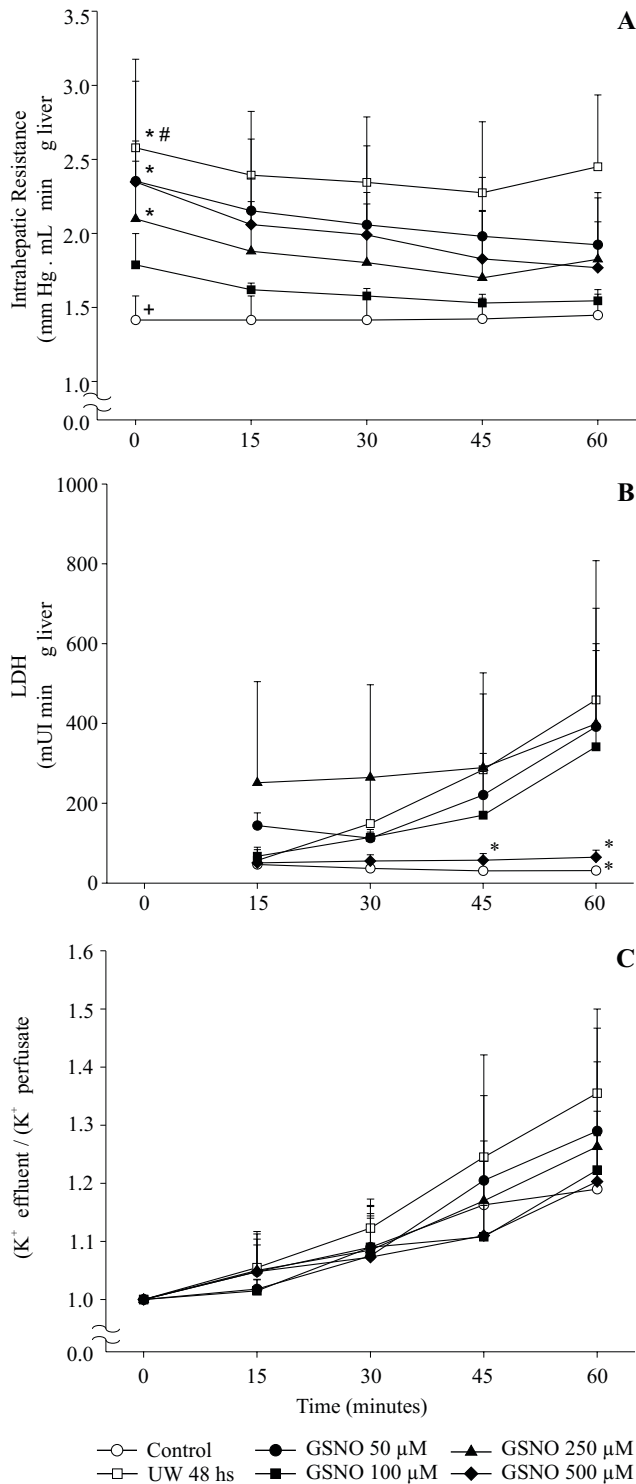 A
3.5
3.0
2.5
2.0
1.5
1.0
0.0
Intrahepatic Resistance
(mm Hg . mL min g liver
* #
*
*
+
0 15 30 45 60
B
1000
800
600
400
200
0
LDH
(mUI min g liver
*
*
*
0 15 30 45 60
C
1.6
1.5
1.4
1.3
1.2
1.1
1.0
0.0
(K+ effluent / (K+ perfusate
0 15 30 45 60
Time (minutes)
Control GSNO 50 µM GSNO 250 µM
UW 48 hs GSNO 100 µM GSNO 500 µM